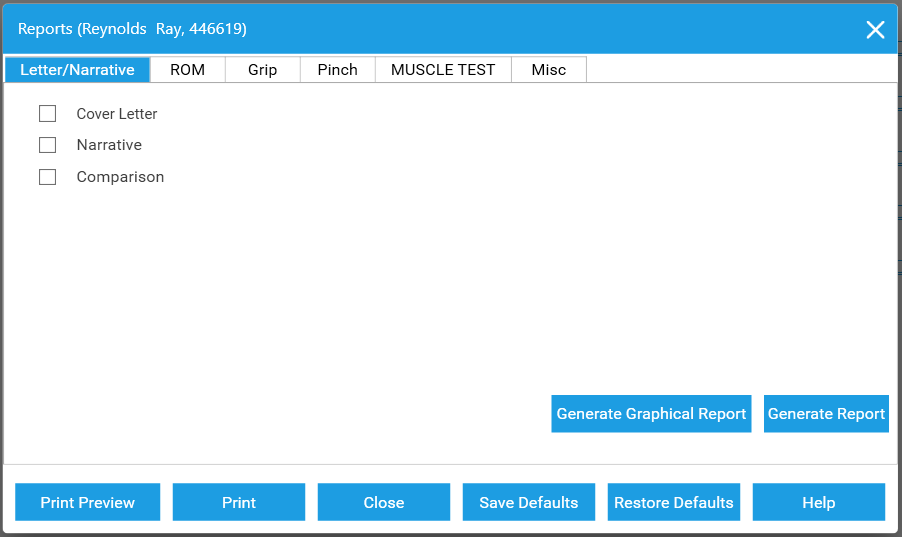 Reports (Reynolds  Ray, 446619)
Letter/Narrative ROM Grip Pinch MUSCLE TEST Misc
Cover Letter
Narrative
Comparison
Generate Graphical Report Generate Report
Print Preview Print Close Save Defaults Restore Defaults Help